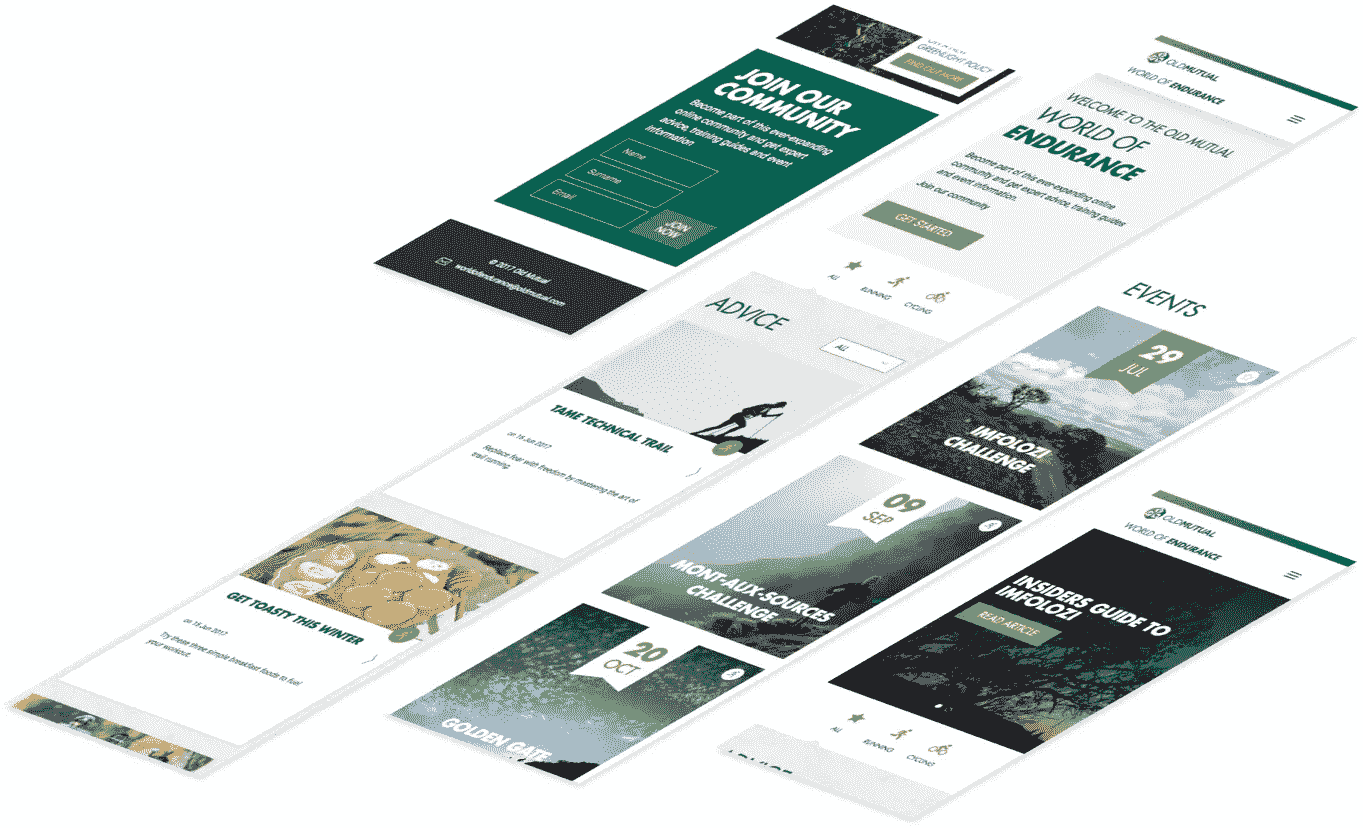 GREENLIGHT POLICY
FIND OUT MORE
JOIN OUR
COMMUNITY
Become part of this ever-expanding
online community and get expert
advice, training guides and event
information
Name
Surname
Email
JOIN
NOW
© 2017 Old Mutual
worldofendurance@oldmutual.com
OLDMUTUAL
WORLD OF ENDURANCE
WELCOME TO THE OLD MUTUAL
WORLD OF
ENDURANCE
Become part of this ever-expanding online
community and get expert advice, training guides
and event information.
Join our community
GET STARTED
ALL
RUNNING
CYCLING
ADVICE
ALL
TAME TECHNICAL TRAIL
on 15 Jun 2017
Replace fear with freedom by mastering the art of
trail running.
GET TOASTY THIS WINTER
on 15 Jun 2017
Try these three simple breakfast foods to fuel
your workout.
EVENTS
29
JUL
IMFOLOZI
CHALLENGE
09
SEP
MONT-AUX-SOURCES
CHALLENGE
20
OCT
GOLDEN GATE
OLDMUTUAL
WORLD OF ENDURANCE
INSIDERS GUIDE TO
IMFOLOZI
READ ARTICLE
ALL
RUNNING
CYCLING